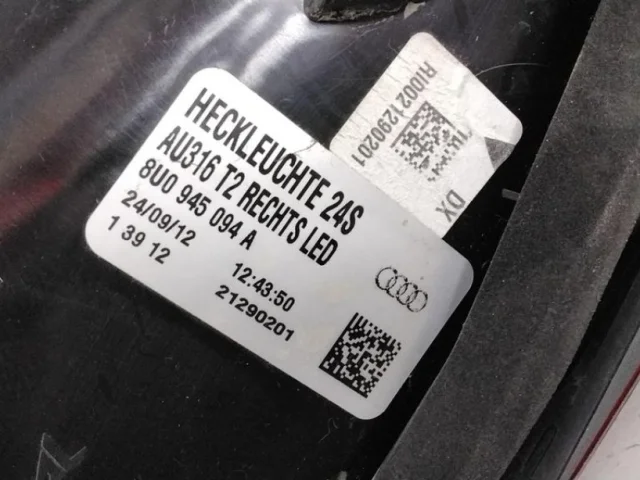 HECKLEUCHTE 24S
AU316 T2 RECHTS LED
8U0 945 094 A
24/09/12 12:43:50
1 39 12 21290201
RI0021290201
DX